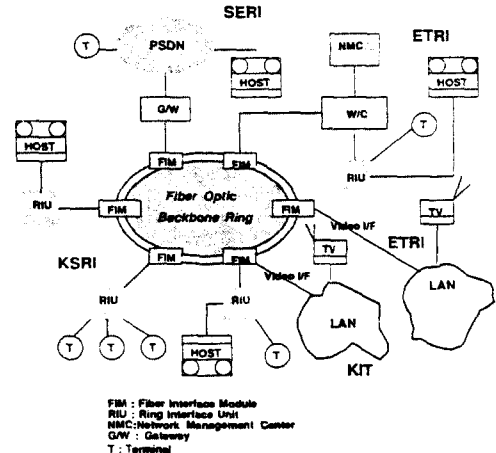 SERI
T
PSDN
NMC
ETRI
HOST
HOST
G/W
W/C
T
HOST
FIM
FIM
RIU
RIU
Fiber Optic
Backbone Ring
FIM
FIM
TV
Video I/F
ETRI
KSRI
FIM
FIM
Video I/F
TV
LAN
RIU
RIU
LAN
T
T
T
HOST
T
KIT
FIM : Fiber Interface Module
RIU : Ring Interface Unit
NMC:Network Management Center
G/W : Gateway
T : Terminal